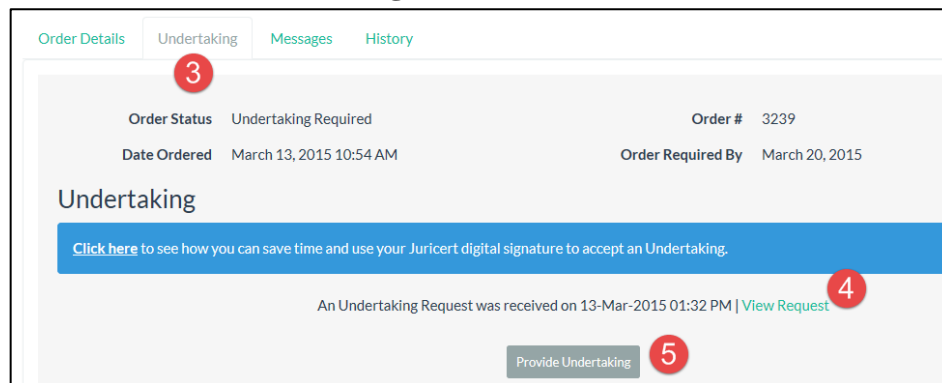 Order Details Undertaking Messages History
3
Order Status Undertaking Required Order # 3239
Date Ordered March 13, 2015 10:54 AM Order Required By March 20, 2015
Undertaking
Click here to see how you can save time and use your Juricert digital signature to accept an Undertaking.
4
An Undertaking Request was received on 13-Mar-2015 01:32 PM | View Request
Provide Undertaking 5